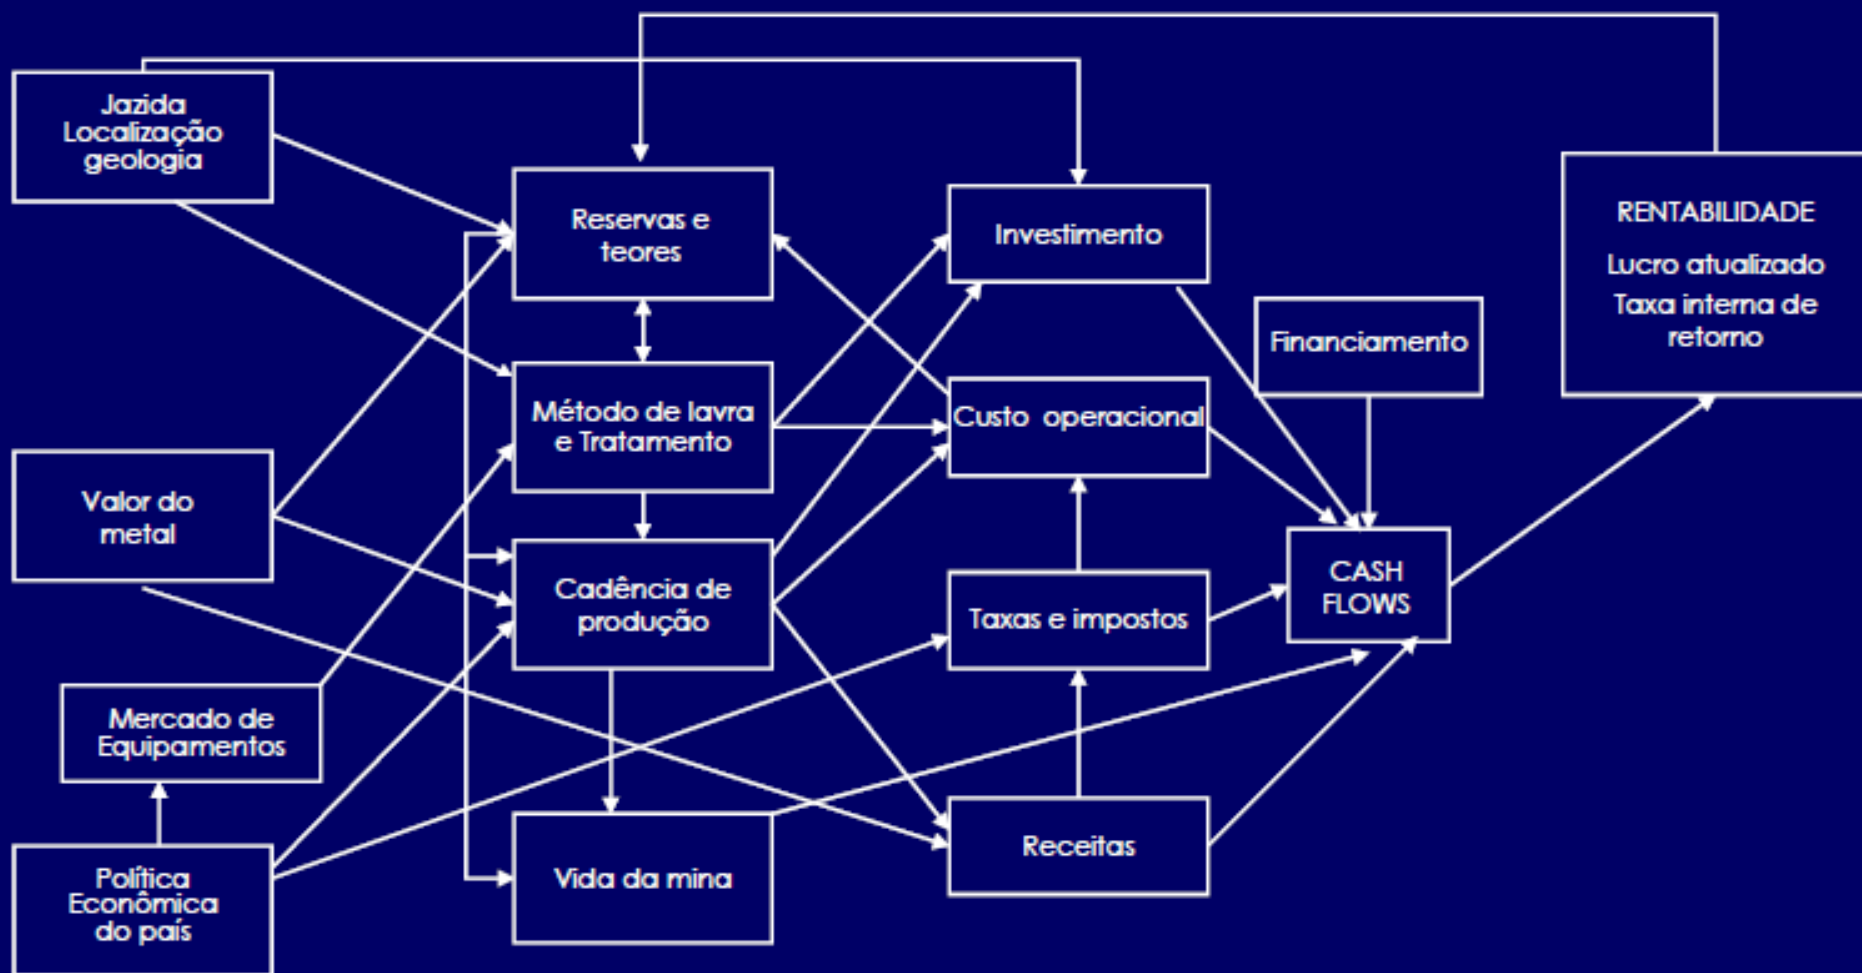 Jazida
Localização
geologia
Reservas e
teores
Investimento
RENTABILIDADE
Lucro atualizado
Taxa interna de
retorno
Financiamento
Método de lavra
e Tratamento
Custo operacional
Valor do
metal
Cadência de
produção
Taxas e impostos
CASH
FLOWS
Mercado de
Equipamentos
Política
Econômica
do país
Vida da mina
Receitas